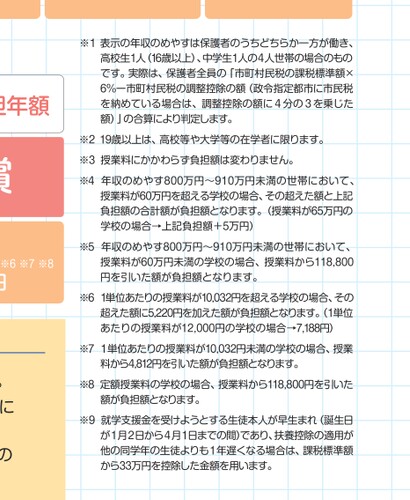 ※1 表示の年収のめやすは保護者のうちどちらか一方が働き、
高校生1人（16歳以上）、中学生1人の4人世帯の場合のもの
です。実際は、保護者全員の「市町村民税の課税標準額×
6％－市町村民税の調整控除の額（政令指定都市に市民税
を納めている場合は、調整控除の額に4分の3を乗じた
額）」の合算により判定します。
担年額
※2 19歳以上は、高校等や大学等の在学者に限ります。
※3 授業料にかかわらず負担額は変わりません。
償
※4 年収のめやす800万円～910万円未満の世帯において、
授業料が60万円を超える学校の場合、その超えた額と上記
負担額の合計額が負担額となります。（授業料が65万円の
学校の場合→上記負担額＋5万円）
※5 年収のめやす800万円～910万円未満の世帯において、
授業料が60万円未満の学校の場合、授業料から118,800
円を引いた額が負担額となります。
※6 ※7 ※8
円
※6 1単位あたりの授業料が10,032円を超える学校の場合、その
超えた額に5,220円を加えた額が負担額となります。（1単位
あたりの授業料が12,000円の学校の場合→7,188円）
※7 1単位あたりの授業料が10,032円未満の学校の場合、授業
料から4,812円を引いた額が負担額となります。
※8 定額授業料の学校の場合、授業料から118,800円を引いた
額が負担額となります。
に
※9 就学支援金を受けようとする生徒本人が早生まれ（誕生日
が1月2日から4月1日までの間）であり、扶養控除の適用が
他の同学年の生徒よりも1年遅くなる場合は、課税標準額
から33万円を控除した金額を用います。
の